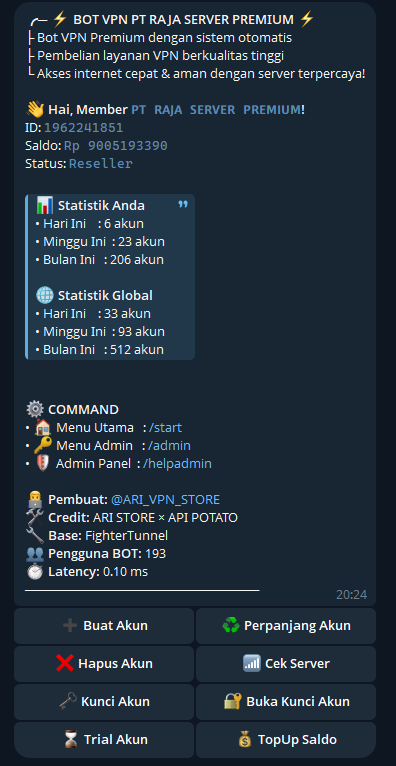 ╭─ ⚡ BOT VPN PT RAJA SERVER PREMIUM ⚡
├ Bot VPN Premium dengan sistem otomatis
├ Pembelian layanan VPN berkualitas tinggi
└ Akses internet cepat & aman dengan server terpercaya!
👋 Hai, Member PT RAJA SERVER PREMIUM!
ID: 1962241851
Saldo: Rp 9005193390
Status: Reseller
📊 Statistik Anda
• Hari Ini : 6 akun
• Minggu Ini : 23 akun
• Bulan Ini : 206 akun
🌐 Statistik Global
• Hari Ini : 33 akun
• Minggu Ini : 93 akun
• Bulan Ini : 512 akun
⚙️ COMMAND
• 🏠 Menu Utama : /start
• 🔑 Menu Admin : /admin
• 🛡 Admin Panel : /helpadmin
👨‍💻 Pembuat: @ARI_VPN_STORE
🛠 Credit: ARI STORE × API POTATO
🔧 Base: FighterTunnel
👥 Pengguna BOT: 193
⏱ Latency: 0.10 ms
20:24
➕ Buat Akun
♻️ Perpanjang Akun
❌ Hapus Akun
📶 Cek Server
🗝 Kunci Akun
🔐 Buka Kunci Akun
⌛ Trial Akun
💰 TopUp Saldo